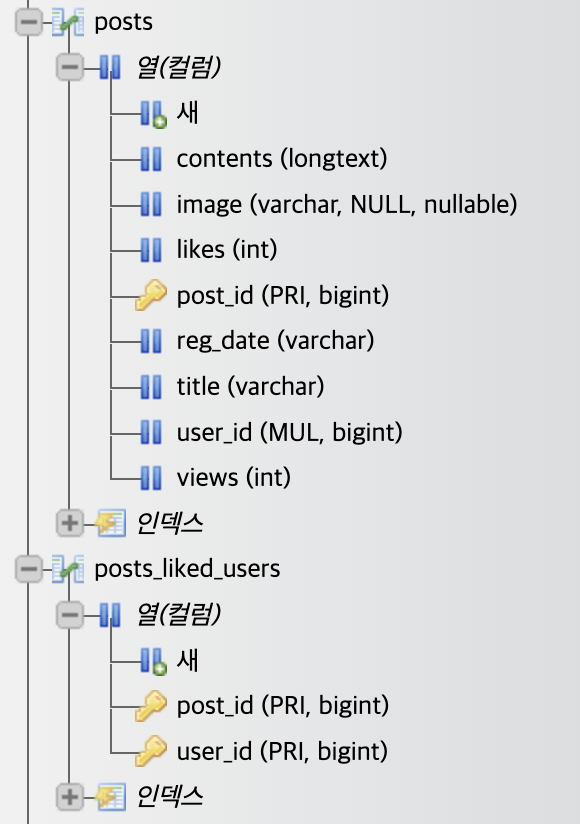 posts
열(컬럼)
새
contents (longtext)
image (varchar, NULL, nullable)
likes (int)
post_id (PRI, bigint)
reg_date (varchar)
title (varchar)
user_id (MUL, bigint)
views (int)
인덱스
posts_liked_users
열(컬럼)
새
post_id (PRI, bigint)
user_id (PRI, bigint)
인덱스